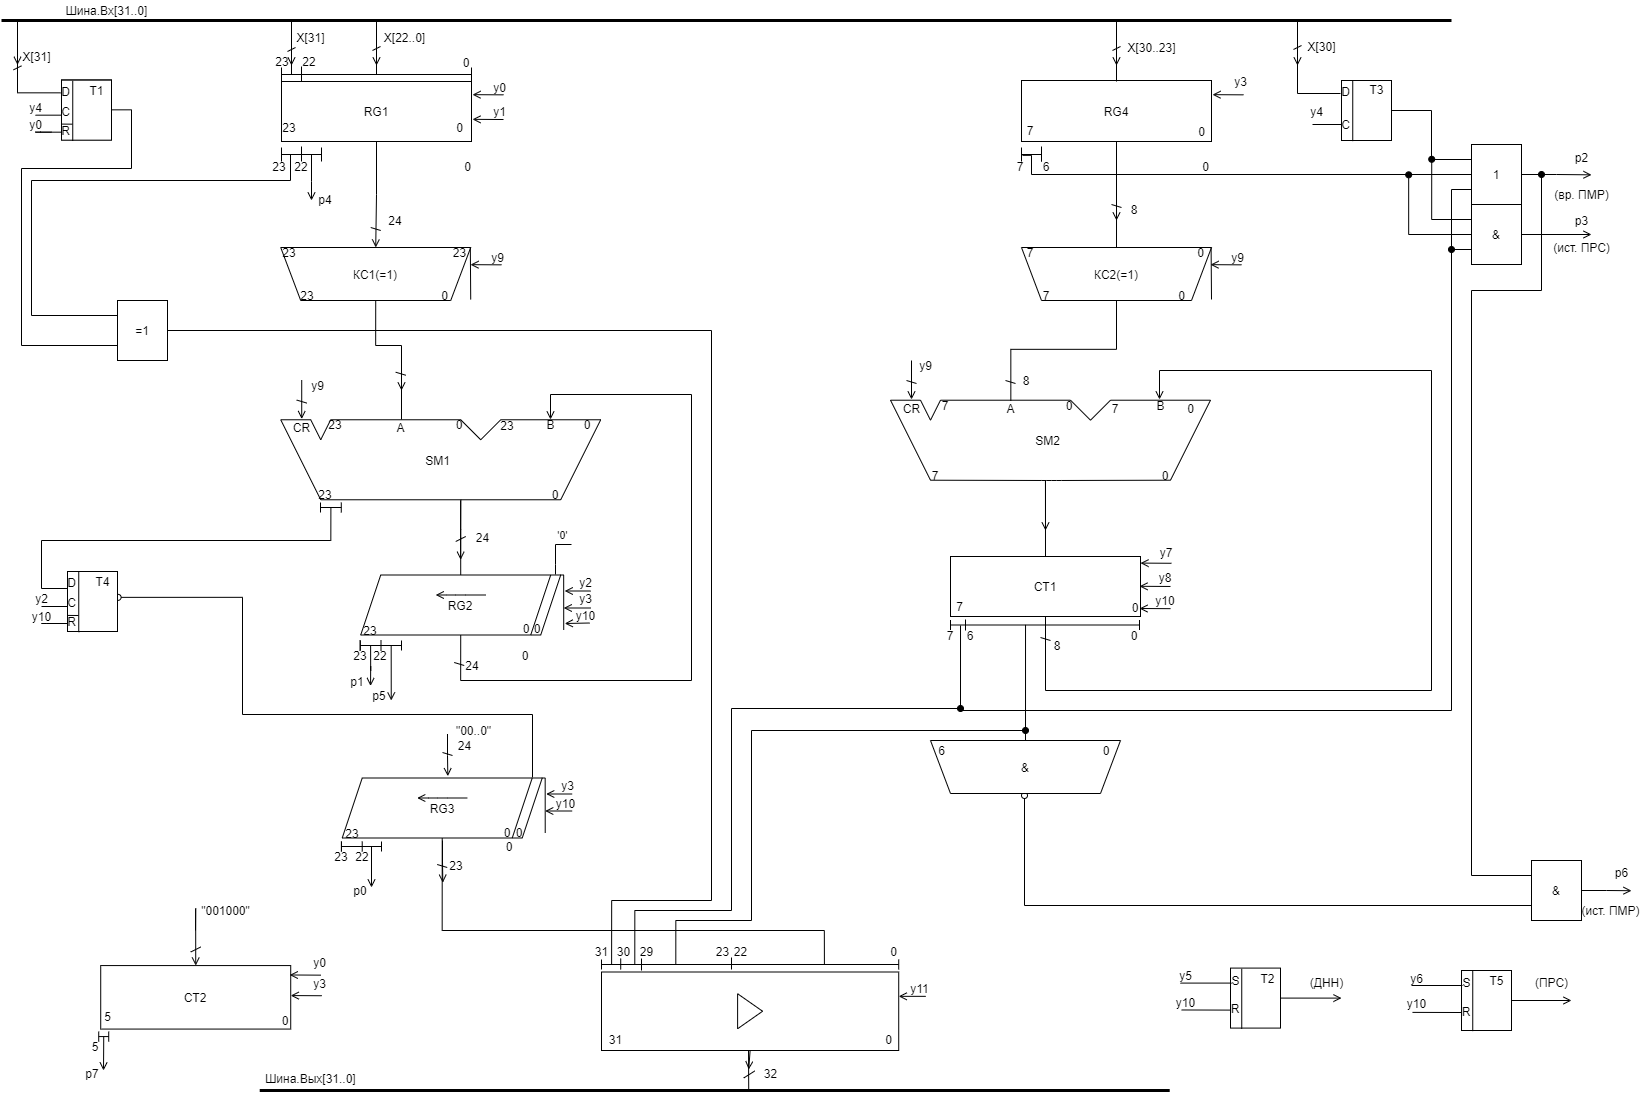 Шина.Вх[31..0]
X[31]
X[31]
X[22..0]
X[30..23]
X[30]
23 22 0
D T1
y4 C
y0 R
RG1
23 0
y0
y1
RG4
7 0
y3
D T3
y4 C
23 22 0
p4
7 6 0
1
p2
(вр. ПМР)
&
p3
(ист. ПРС)
24
8
23 23
КС1(=1)
23 0
y9
7 0
КС2(=1)
7 0
y9
=1
y9
CR 23 A 0 23 B 0
SM1
23 0
y9
8
CR 7 A 0 7 B 0
SM2
7 0
24
'0'
D T4
y2 C
y10 R
RG2
23 0 0
y2
y3
y10
23 22 0
p1
p5
24
CT1
7 0
y7
y8
y10
7 6 0
8
"00..0"
24
6 0
&
RG3
23 0 0
y3
y10
23 22 0
p0
23
&
p6
(ист. ПМР)
"001000"
CT2
5 0
y0
y3
5
p7
31 30 29 23 22 0
31 0
y11
32
y5 S T2
y10 R
(ДНН)
y6 S T5
y10 R
(ПРС)
Шина.Вых[31..0]